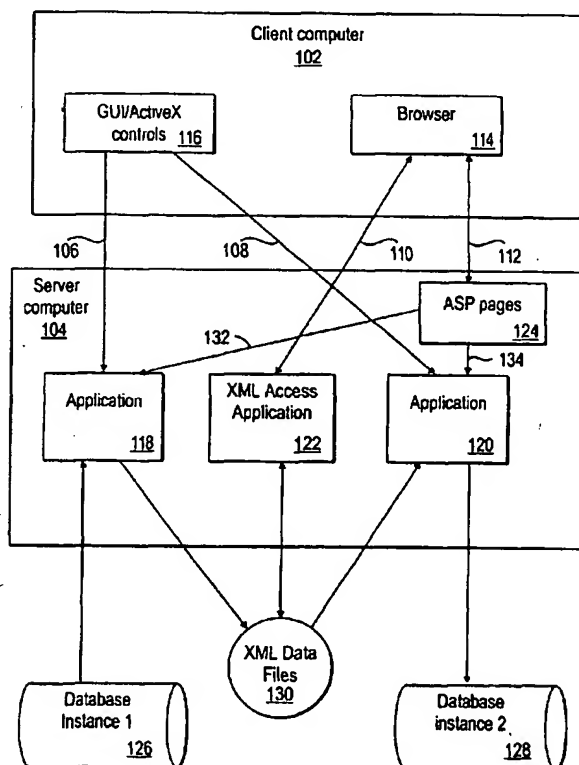 Client computer
102
GUI/ActiveX
controls
116
Browser
114
106
108
110
112
Server
computer
104
ASP pages
124
132
134
Application
118
XML Access
Application
122
Application
120
XML Data
Files
130
Database
Instance 1
126
Database
instance 2
128